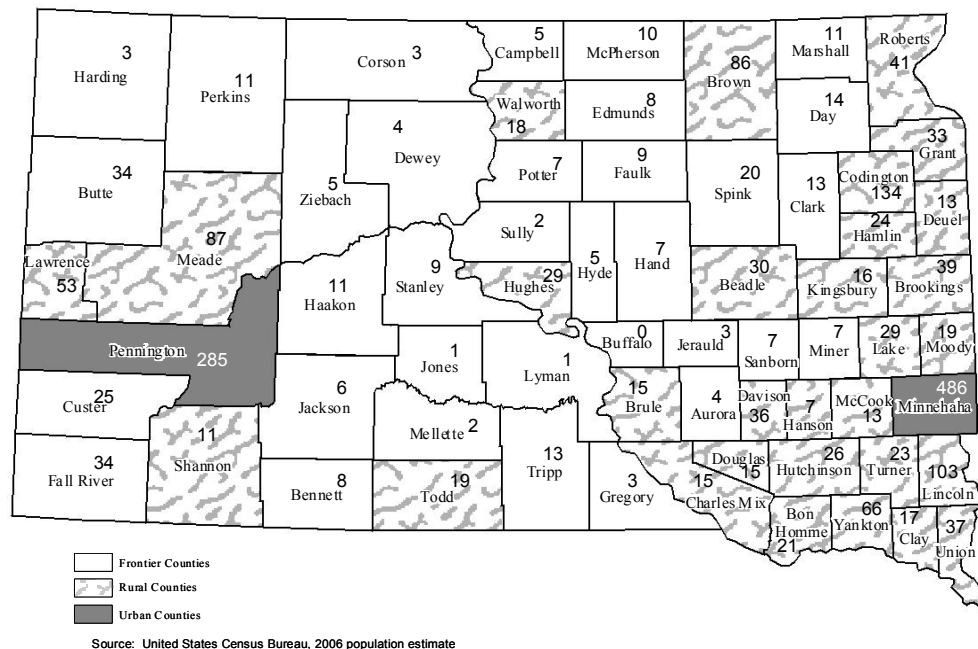 3
Harding
11
Perkins
Corson 3
5
Campbell
10
McPherson
86
Brown
11
Marshall
Roberts
41
Walworth
18
8
Edmunds
14
Day
4
Dewey
33
Grant
34
Butte
5
Ziebach
7
Potter
9
Faulk
20
Spink
13
Clark
Codington
134
13
Deuel
24
Hamlin
87
Meade
2
Sully
5
Hyde
7
Hand
Lawrence
53
11
Haakon
9
Stanley
29
Hughes
30
Beadle
16
Kingsbury
39
Brookings
Pennington
285
1
Jones
1
Lyman
0
Buffalo
3
Jerauld
7
Sanborn
7
Miner
29
Lake
19
Moody
25
Custer
6
Jackson
15
Brule
4
Aurora
Davison
36
7
Hanson
McCook
13
486
Minnehaha
11
Shannon
2
Mellette
34
Fall River
13
Tripp
Douglas
15
26
Hutchinson
23
Turner
103
Lincoln
8
Bennett
19
Todd
3
Gregory
15
Charles Mix
Bon
Homme
21
66
Yankton
17
Clay
37
Union
Frontier Counties
Rural Counties
Urban Counties
Source: United States Census Bureau, 2006 population estimate